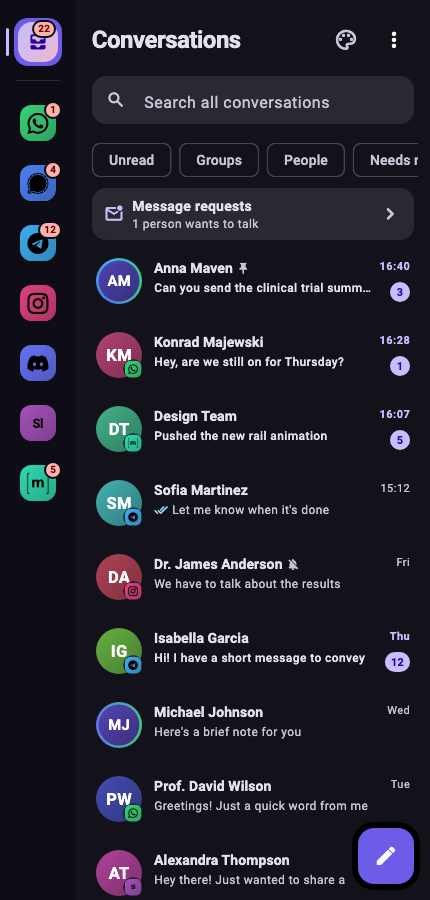 22
Conversations
1
4
12
SI
[m]
5
Search all conversations
Unread
Groups
People
Needs r
Message requests
1 person wants to talk
AM
Anna Maven
16:40
Can you send the clinical trial summ...
3
KM
Konrad Majewski
16:28
Hey, are we still on for Thursday?
1
DT
[m]
Design Team
16:07
Pushed the new rail animation
5
SM
Sofia Martinez
15:12
Let me know when it's done
DA
Dr. James Anderson
Fri
We have to talk about the results
IG
Isabella Garcia
Thu
Hi! I have a short message to convey
12
MJ
Michael Johnson
Wed
Here's a brief note for you
PW
Prof. David Wilson
Tue
Greetings! Just a quick word from me
AT
SI
Alexandra Thompson
Hey there! Just wanted to share a